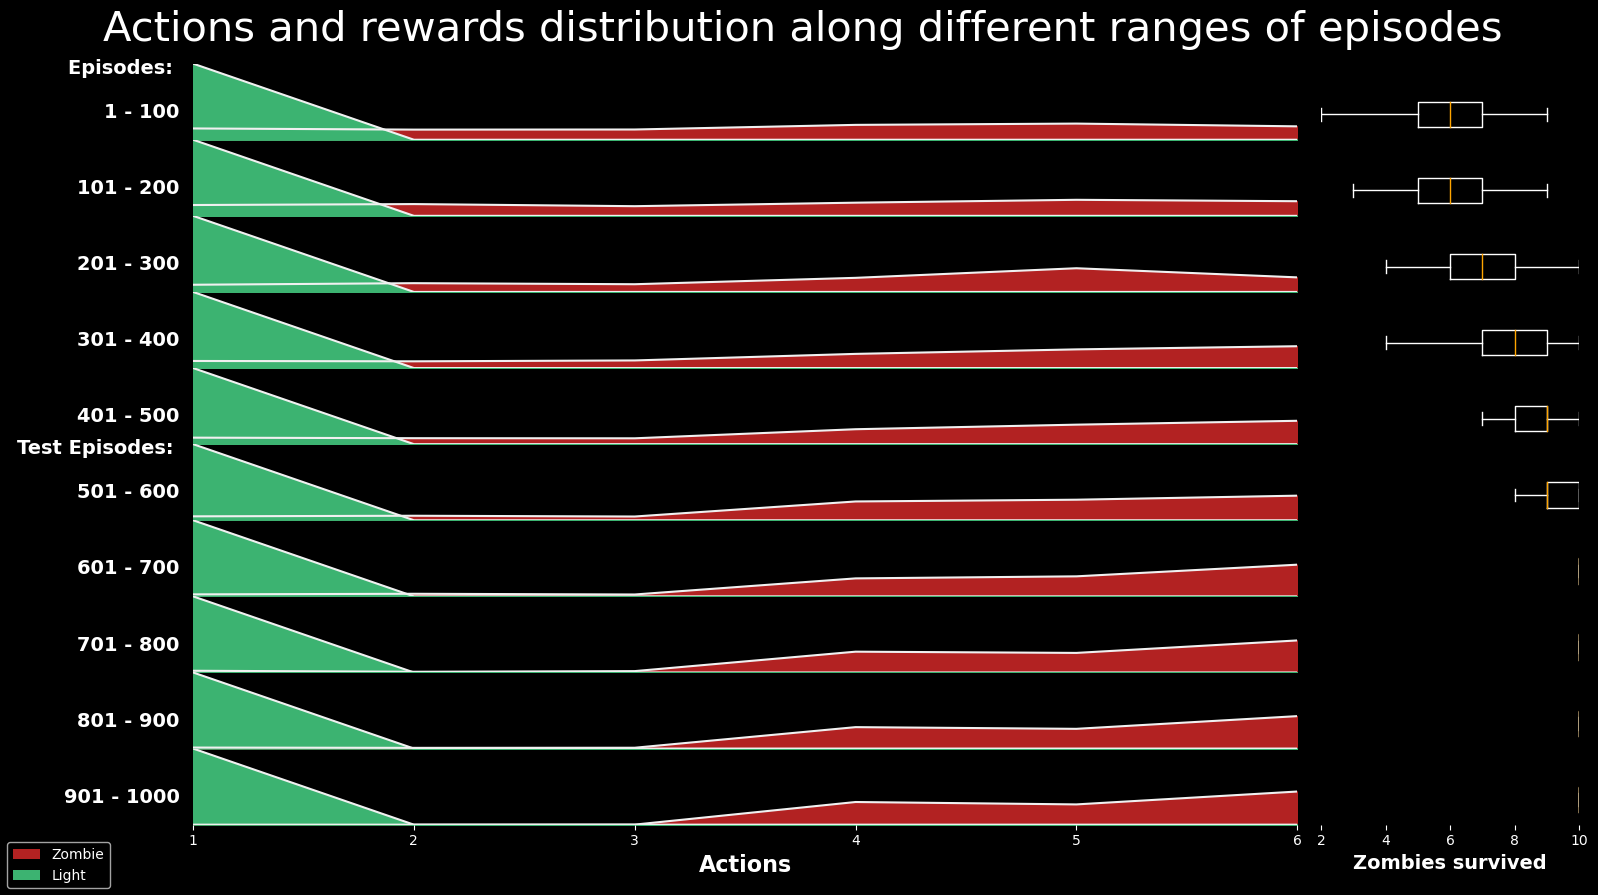 Actions and rewards distribution along different ranges of episodes
Episodes:
1 - 100
101 - 200
201 - 300
301 - 400
401 - 500
Test Episodes:
501 - 600
601 - 700
701 - 800
801 - 900
901 - 1000
1 2 3 4 5 6
Actions
2 4 6 8 10
Zombies survived
Zombie
Light